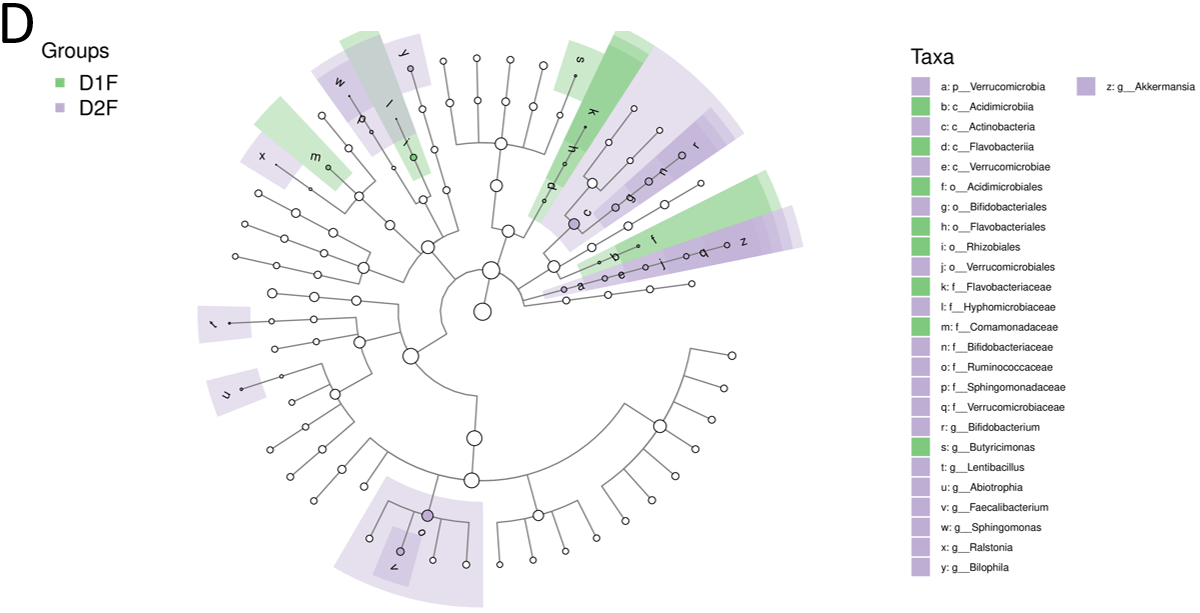 D
Groups
D1F
D2F
Taxa
a: p__Verrucomicrobia
b: c__Acidimicrobiia
c: c__Actinobacteria
d: c__Flavobacteriia
e: c__Verrucomicrobiae
f: o__Acidimicrobiales
g: o__Bifidobacteriales
h: o__Flavobacteriales
i: o__Rhizobiales
j: o__Verrucomicrobiales
k: f__Flavobacteriaceae
l: f__Hyphomicrobiaceae
m: f__Comamonadaceae
n: f__Bifidobacteriaceae
o: f__Ruminococcaceae
p: f__Sphingomonadaceae
q: f__Verrucomicrobiaceae
r: g__Bifidobacterium
s: g__Butyricimonas
t: g__Lentibacillus
u: g__Abiotrophia
v: g__Faecalibacterium
w: g__Sphingomonas
x: g__Ralstonia
y: g__Bilophila
z: g__Akkermansia
y
w
l
p
i
m
x
s
k
h
d
r
n
g
c
f
b
z
q
j
e
a
t
u
o
v